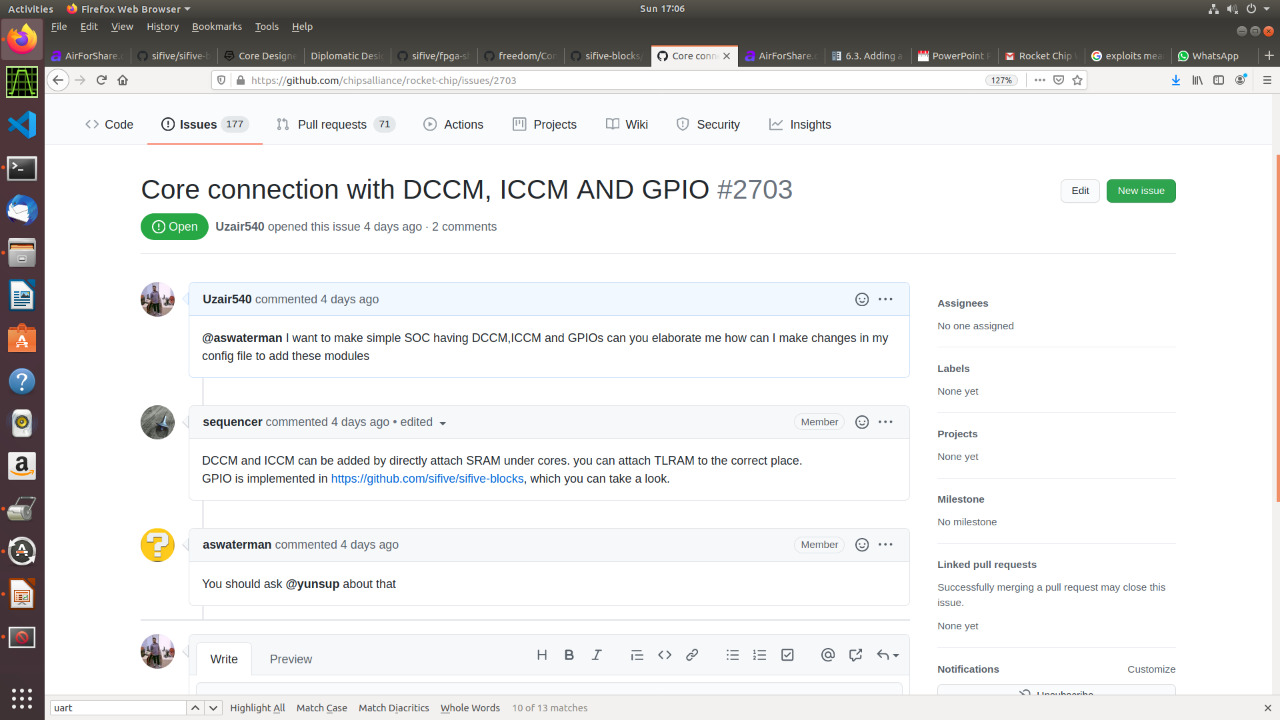 Activities Firefox Web Browser Sun 17:06
File Edit View History Bookmarks Tools Help
AirForShare sifive/sifive-b Core Designe Diplomatic Desi sifive/fpga-s freedom/Con sifive-blocks/ Core conn AirForShare 6.3. Adding a PowerPoint Rocket Chip exploits mea WhatsApp
https://github.com/chipsalliance/rocket-chip/issues/2703 127%
Code Issues 177 Pull requests 71 Actions Projects Wiki Security Insights
Core connection with DCCM, ICCM AND GPIO #2703 Edit New issue
Open Uzair540 opened this issue 4 days ago · 2 comments
Uzair540 commented 4 days ago
@aswaterman I want to make simple SOC having DCCM,ICCM and GPIOs can you elaborate me how can I make changes in my
config file to add these modules
sequencer commented 4 days ago • edited Member
DCCM and ICCM can be added by directly attach SRAM under cores. you can attach TLRAM to the correct place.
GPIO is implemented in https://github.com/sifive/sifive-blocks, which you can take a look.
aswaterman commented 4 days ago Member
You should ask @yunsup about that
Write Preview
Assignees
No one assigned
Labels
None yet
Projects
None yet
Milestone
No milestone
Linked pull requests
Successfully merging a pull request may close this
issue.
None yet
Notifications Customize
Unsubscribe
uart Highlight All Match Case Match Diacritics Whole Words 10 of 13 matches